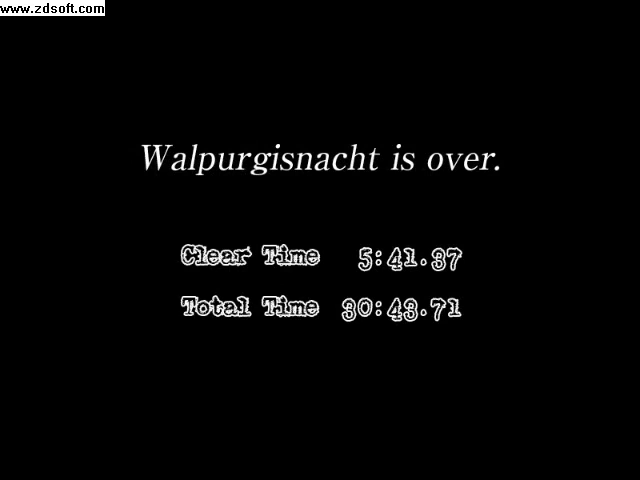 www.zdsoft.com
Walpurgisnacht is over.
Clear Time 5:41.37
Total Time 30:43.71